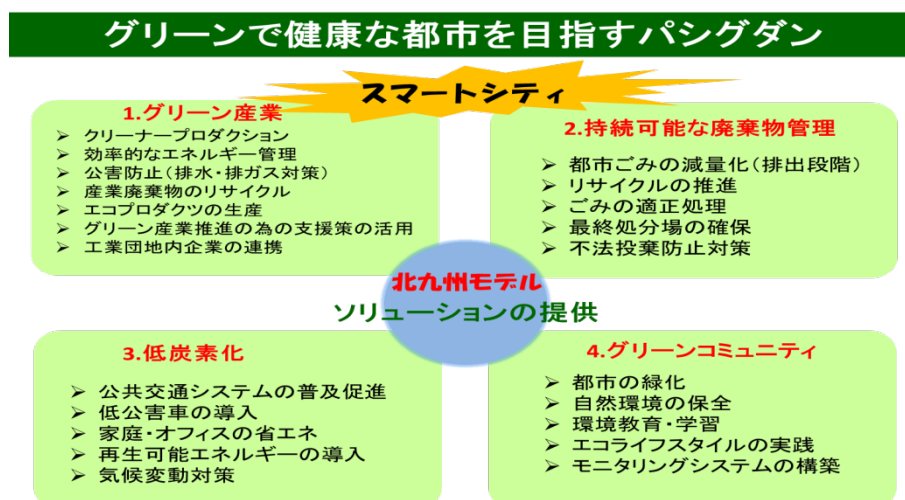 グリーンで健康な都市を目指すパシグダン
スマートシティ
1.グリーン産業
➢ クリーナープロダクション
➢ 効率的なエネルギー管理
➢ 公害防止(排水・排ガス対策)
➢ 産業廃棄物のリサイクル
➢ エコプロダクツの生産
➢ グリーン産業推進の為の支援策の活用
➢ 工業団地内企業の連携
2.持続可能な廃棄物管理
➢ 都市ごみの減量化(排出段階)
➢ リサイクルの推進
➢ ごみの適正処理
➢ 最終処分場の確保
➢ 不法投棄防止対策
北九州モデル
ソリューションの提供
3.低炭素化
➢ 公共交通システムの普及促進
➢ 低公害車の導入
➢ 家庭・オフィスの省エネ
➢ 再生可能エネルギーの導入
➢ 気候変動対策
4.グリーンコミュニティ
➢ 都市の緑化
➢ 自然環境の保全
➢ 環境教育・学習
➢ エコライフスタイルの実践
➢ モニタリングシステムの構築